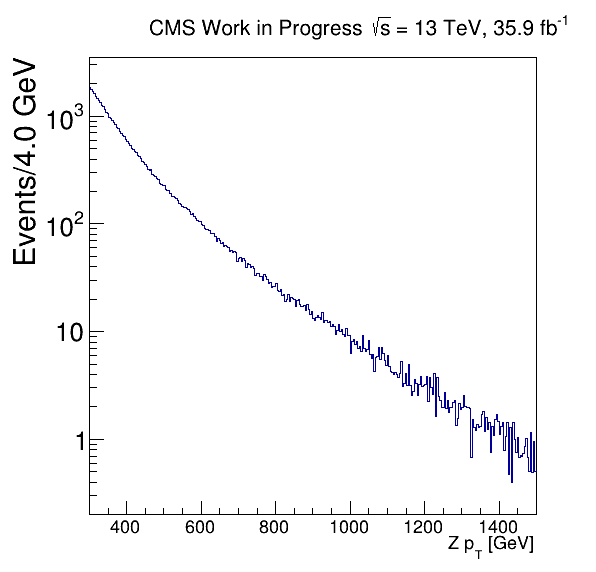 CMS Work in Progress √s = 13 TeV, 35.9 fb⁻¹
Events/4.0 GeV
10³
10²
10
1
400 600 800 1000 1200 1400
Z p_T [GeV]